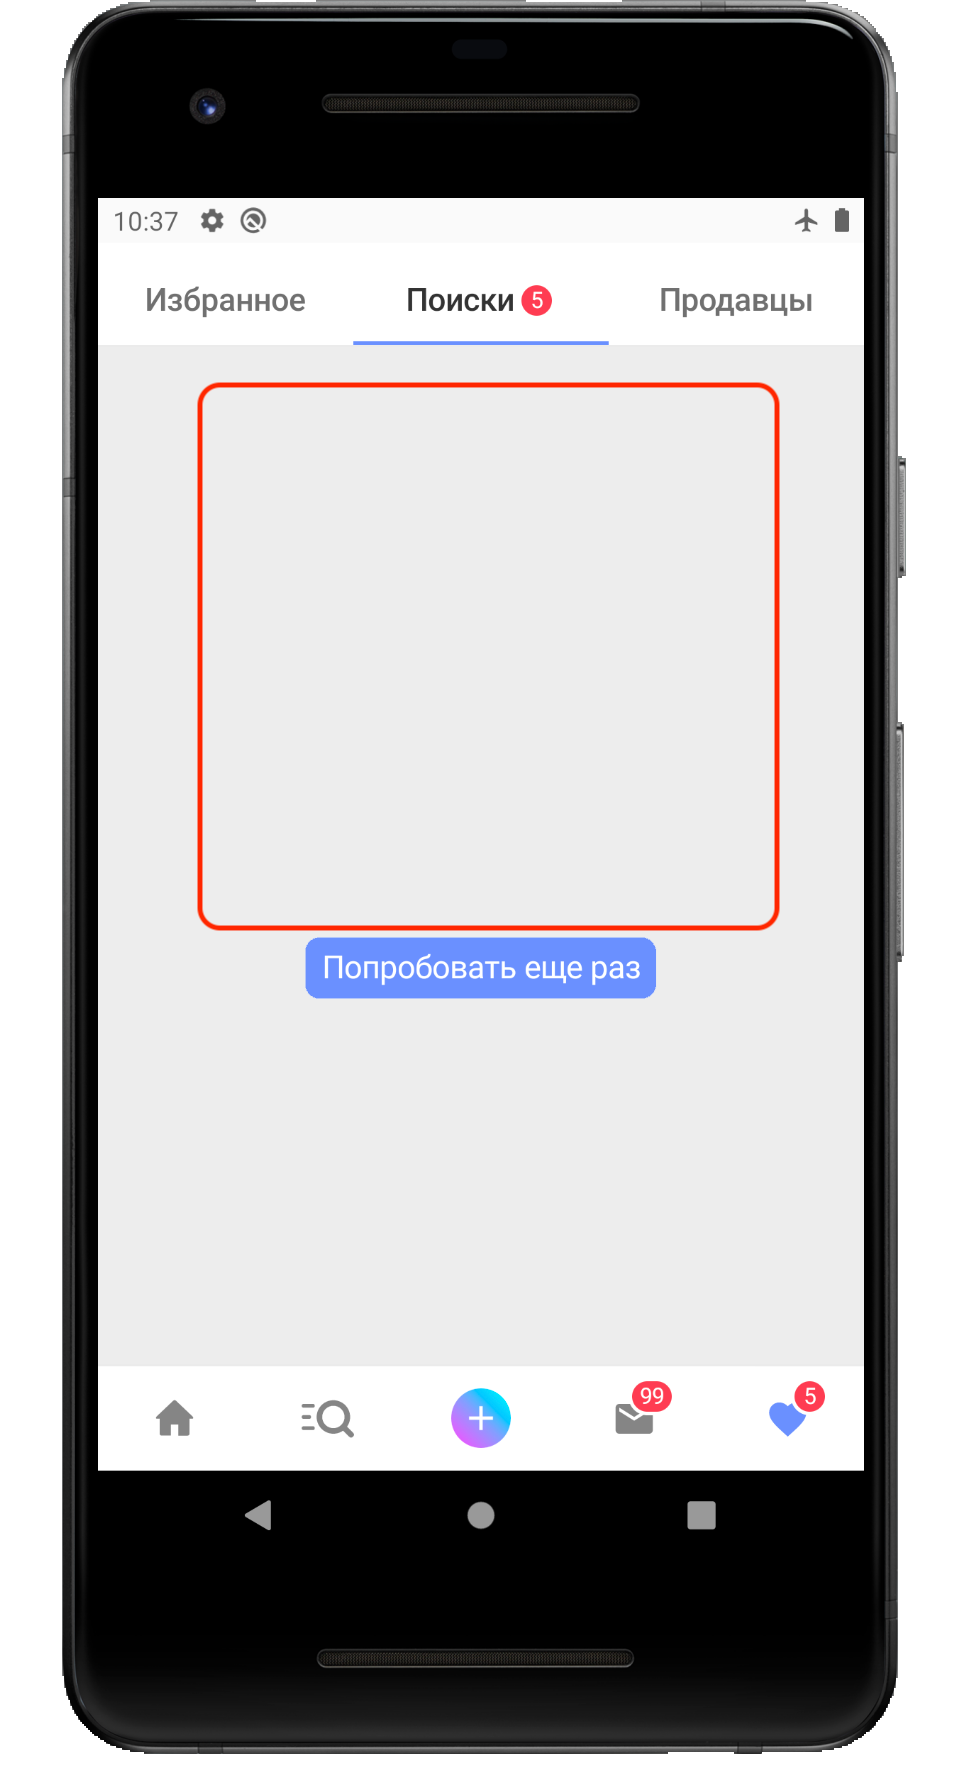 10:37
Избранное
Поиски 5
Продавцы
Попробовать еще раз
99
5